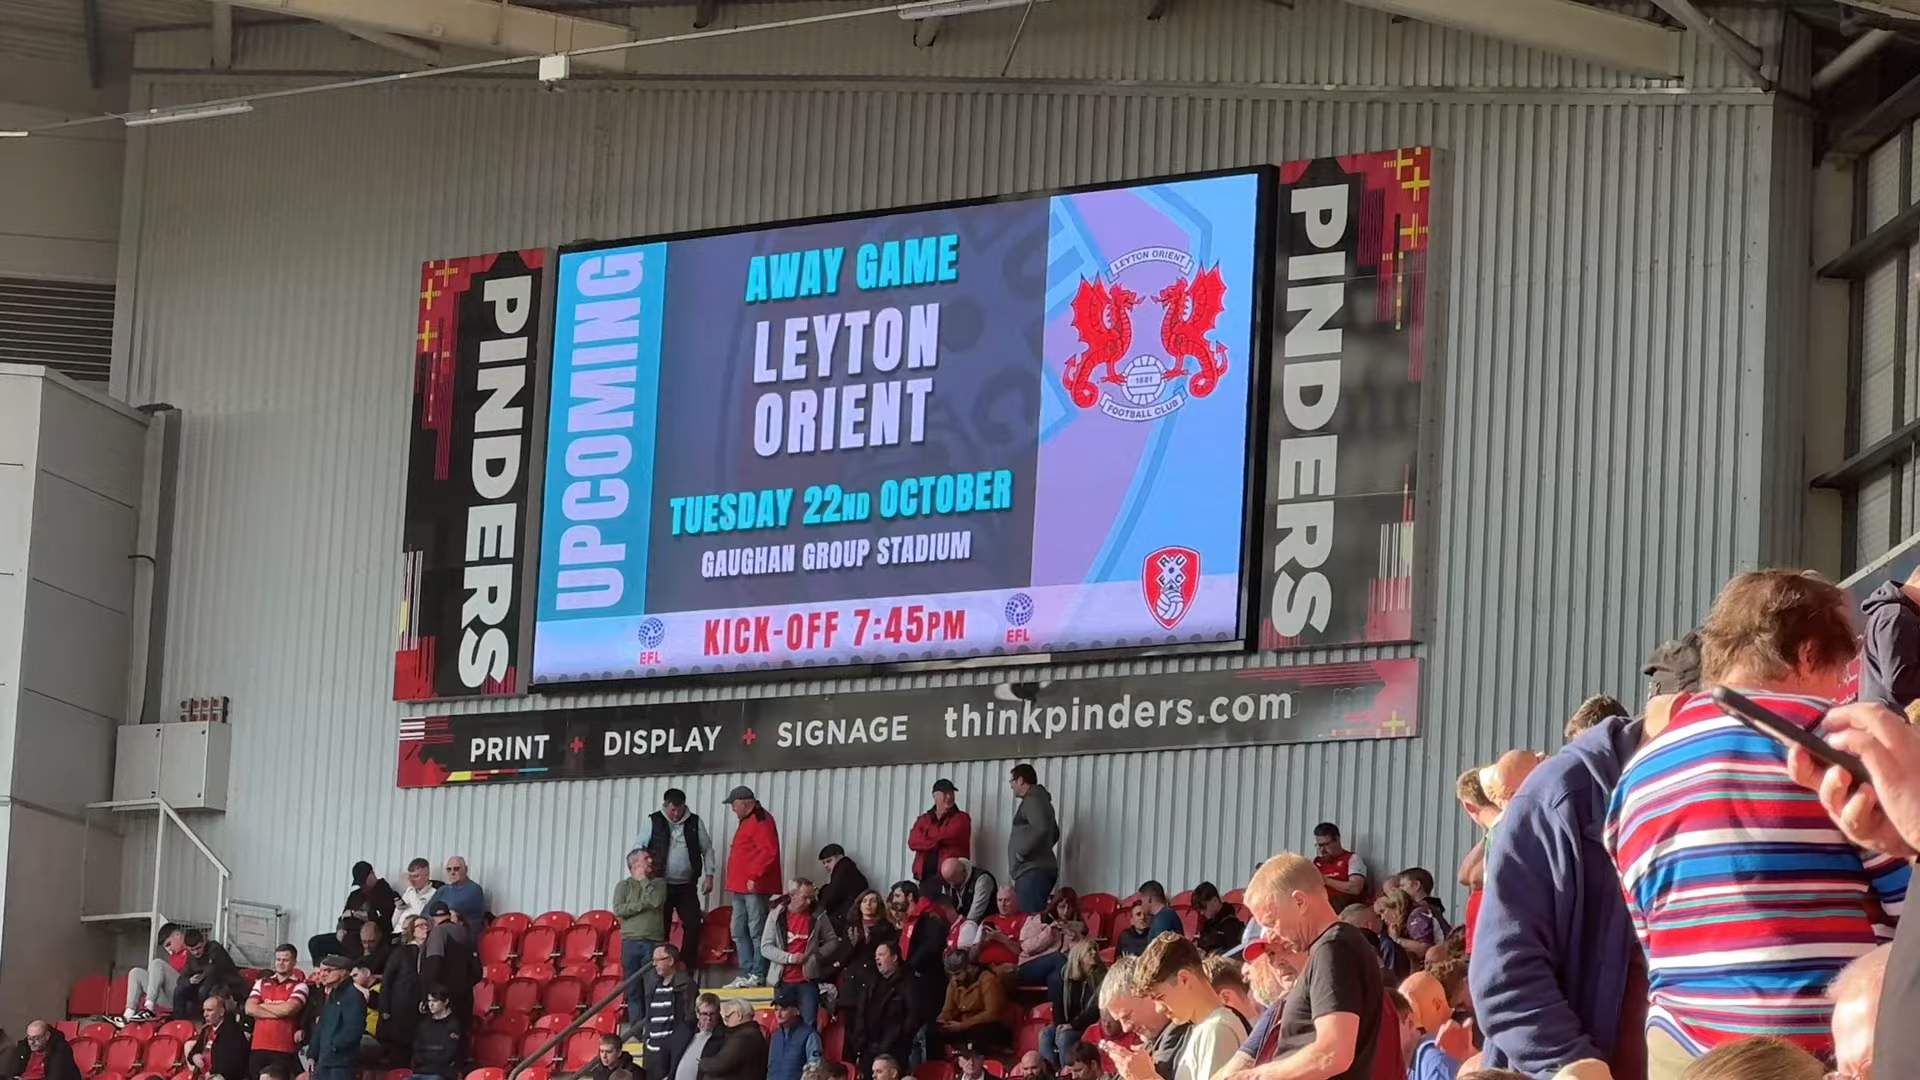 PINDERS
UPCOMING
AWAY GAME
LEYTON
ORIENT
TUESDAY 22ND OCTOBER
GAUGHAN GROUP STADIUM
KICK-OFF 7:45PM
EFL
EFL
LEYTON ORIENT
1881
FOOTBALL CLUB
PINDERS
PRINT + DISPLAY + SIGNAGE thinkpinders.com